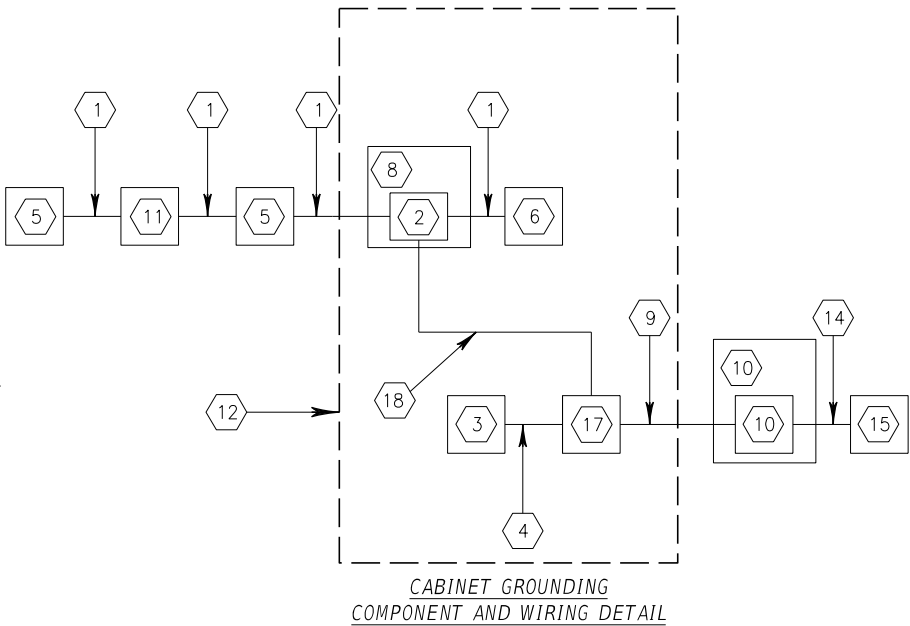 1 1 1 1
8
5 11 5 2 6
9 14
10
18
12
3 17 10 15
4
CABINET GROUNDING
COMPONENT AND WIRING DETAIL